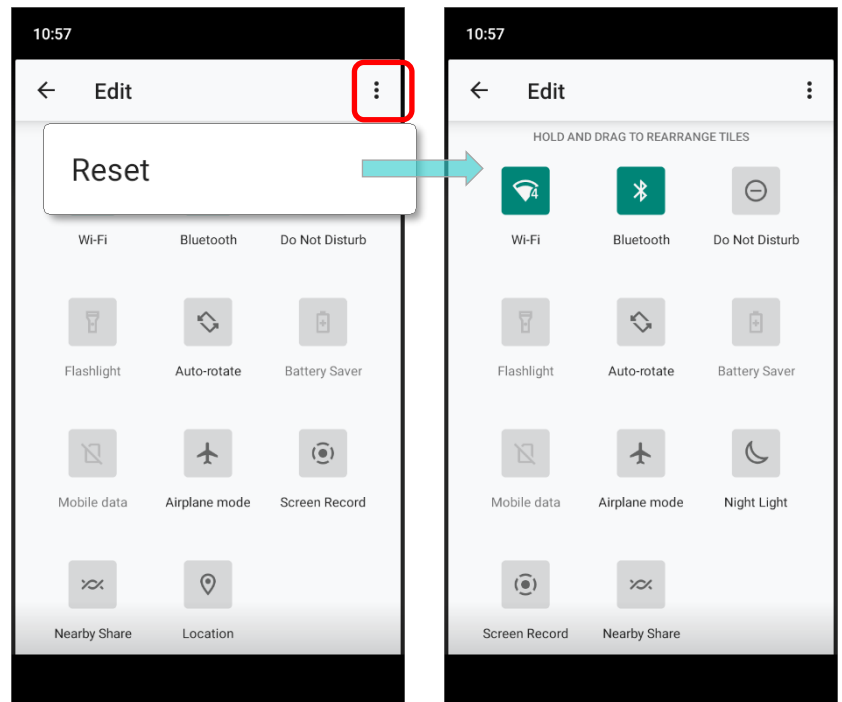 10:57
Edit
Reset
Wi-Fi Bluetooth Do Not Disturb
Flashlight Auto-rotate Battery Saver
Mobile data Airplane mode Screen Record
Nearby Share Location
10:57
Edit
HOLD AND DRAG TO REARRANGE TILES
4
Wi-Fi Bluetooth Do Not Disturb
Flashlight Auto-rotate Battery Saver
Mobile data Airplane mode Night Light
Screen Record Nearby Share